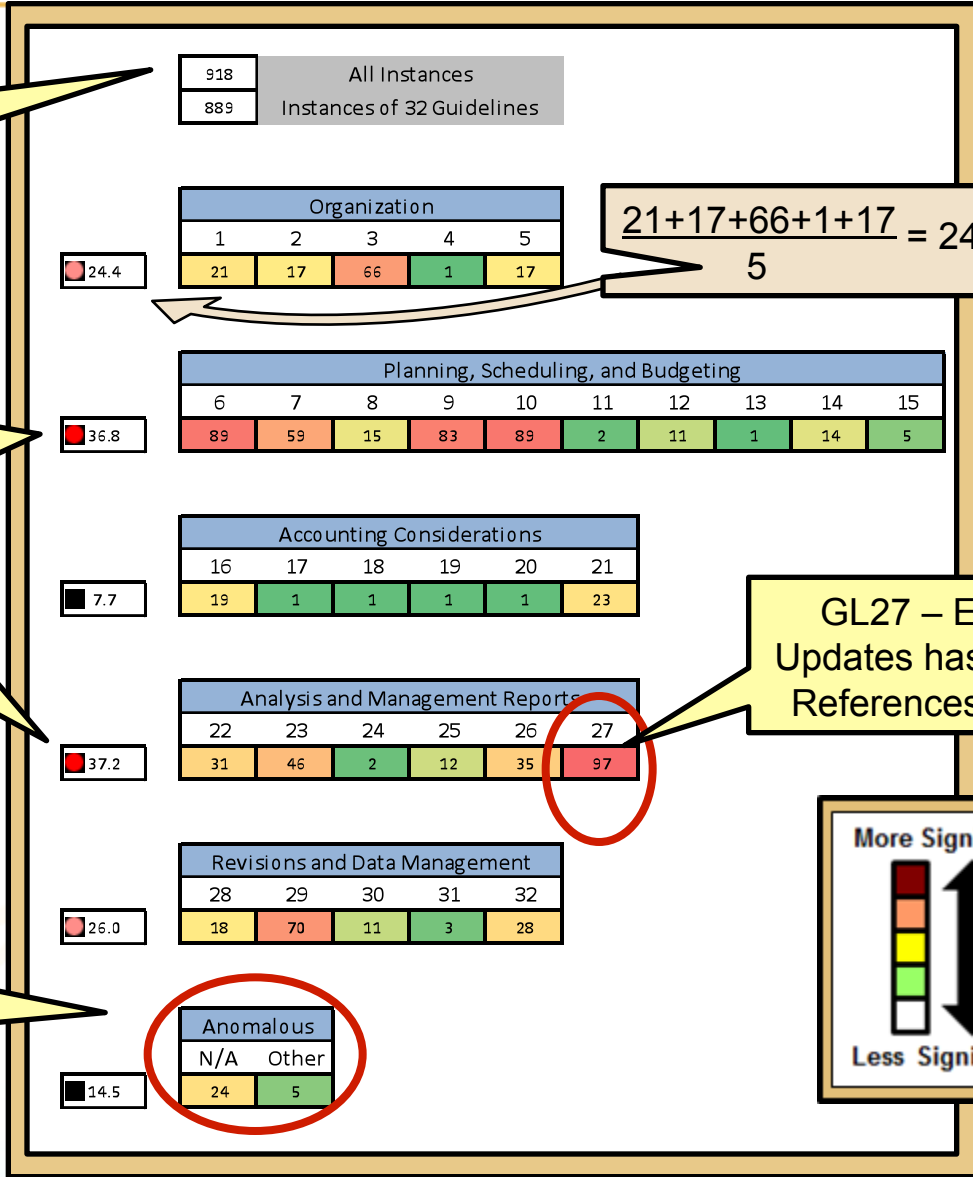 918 All Instances
889 Instances of 32 Guidelines
Organization
1 2 3 4 5
24.4 21 17 66 1 17
21+17+66+1+17
5
= 24
Planning, Scheduling, and Budgeting
6 7 8 9 10 11 12 13 14 15
36.8 89 59 15 83 89 2 11 1 14 5
Accounting Considerations
16 17 18 19 20 21
7.7 19 1 1 1 1 23
GL27 – E
Updates has
References
Analysis and Management Reports
22 23 24 25 26 27
37.2 31 46 2 12 35 97
More Sign
Less Signi
Revisions and Data Management
28 29 30 31 32
26.0 18 70 11 3 28
Anomalous
N/A Other
14.5 24 5